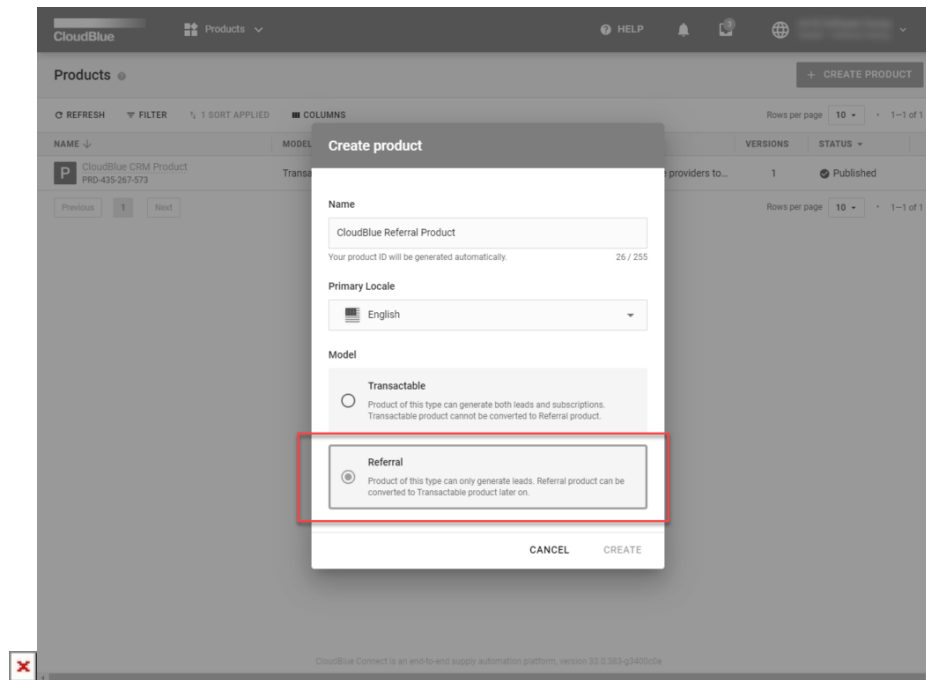 CloudBlue
Products
HELP
3
Products
+ CREATE PRODUCT
REFRESH
FILTER
1 SORT APPLIED
COLUMNS
Rows per page 10
1–1 of 1
NAME
MODEL
VERSIONS
STATUS
P
CloudBlue CRM Product
PRD-435-267-573
Transa
providers to...
1
Published
Previous
1
Next
Rows per page 10
1–1 of 1
Create product
Name
CloudBlue Referral Product
Your product ID will be generated automatically.
26 / 255
Primary Locale
English
Model
Transactable
Product of this type can generate both leads and subscriptions.
Transactable product cannot be converted to Referral product.
Referral
Product of this type can only generate leads. Referral product can be
converted to Transactable product later on.
CANCEL
CREATE
CloudBlue Connect is an end-to-end supply automation platform, version 33.0.383-g3400c0e